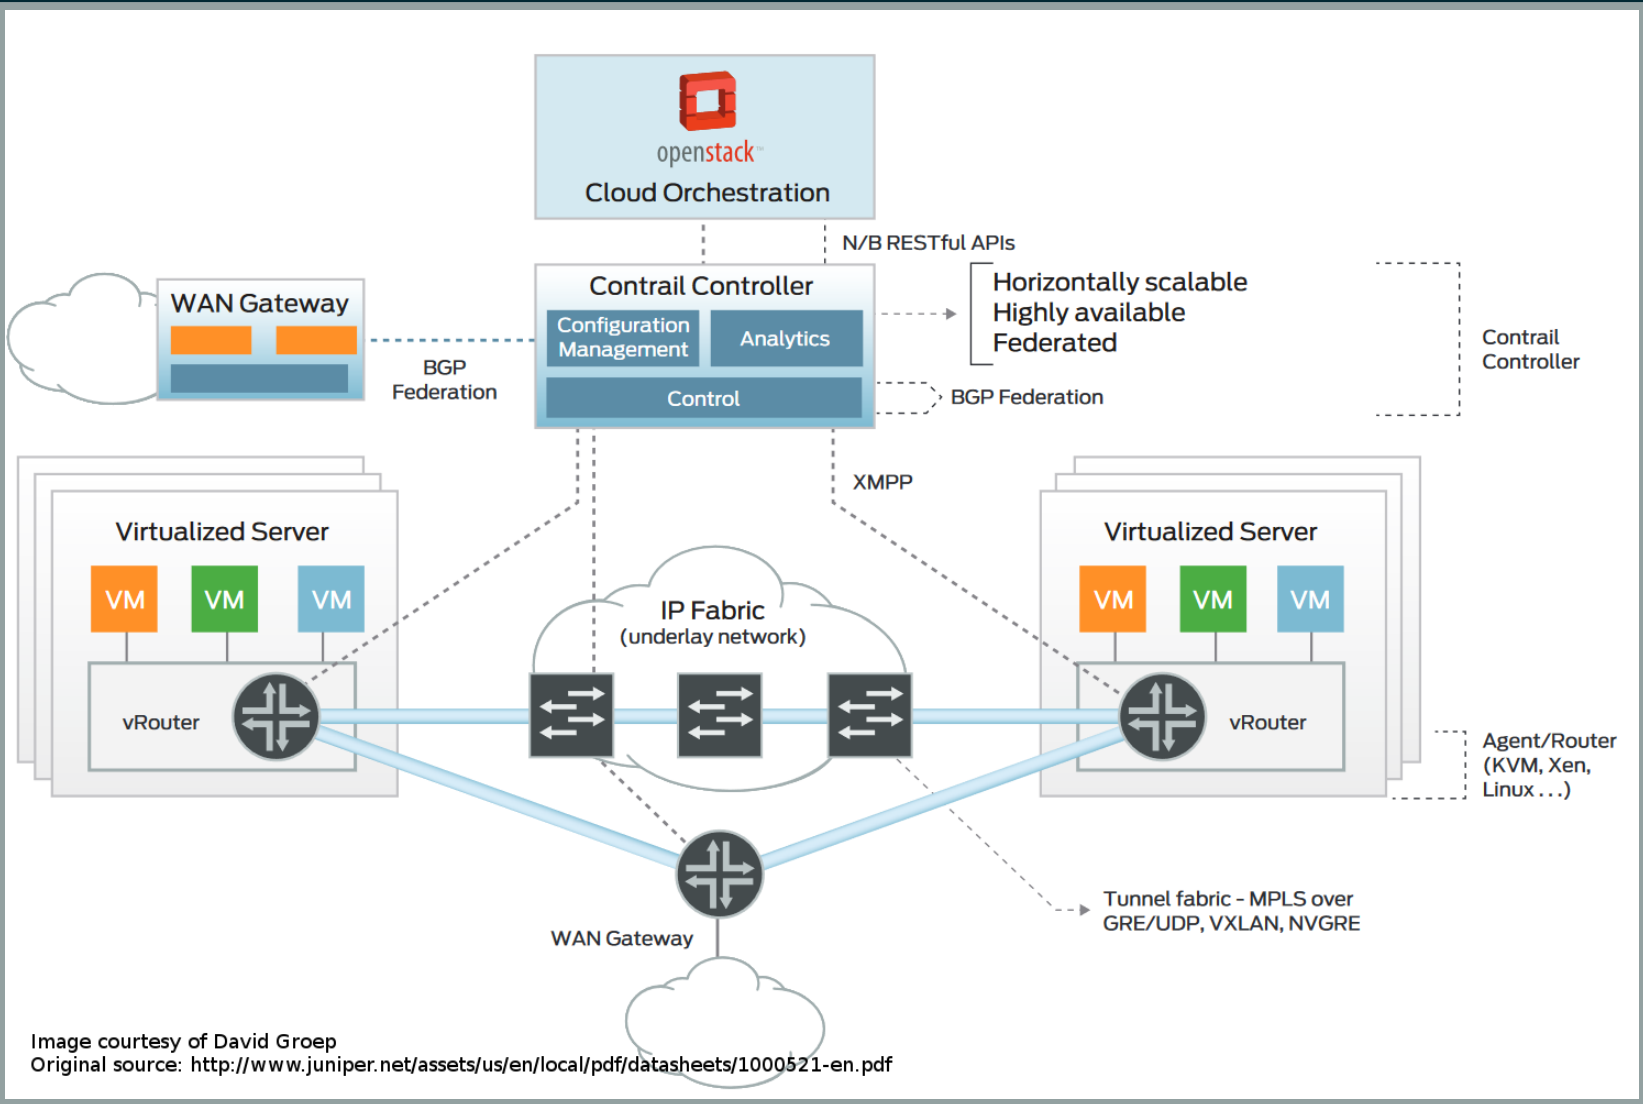 openstack™
Cloud Orchestration
N/B RESTful APIs
WAN Gateway
BGP
Federation
Contrail Controller
Configuration
Management
Analytics
Control
Horizontally scalable
Highly available
Federated
BGP Federation
Contrail
Controller
XMPP
Virtualized Server
VM
VM
VM
vRouter
IP Fabric
(underlay network)
Virtualized Server
VM
VM
VM
vRouter
Agent/Router
(KVM, Xen,
Linux . . .)
WAN Gateway
Tunnel fabric - MPLS over
GRE/UDP, VXLAN, NVGRE
Image courtesy of David Groep
Original source: http://www.juniper.net/assets/us/en/local/pdf/datasheets/1000521-en.pdf